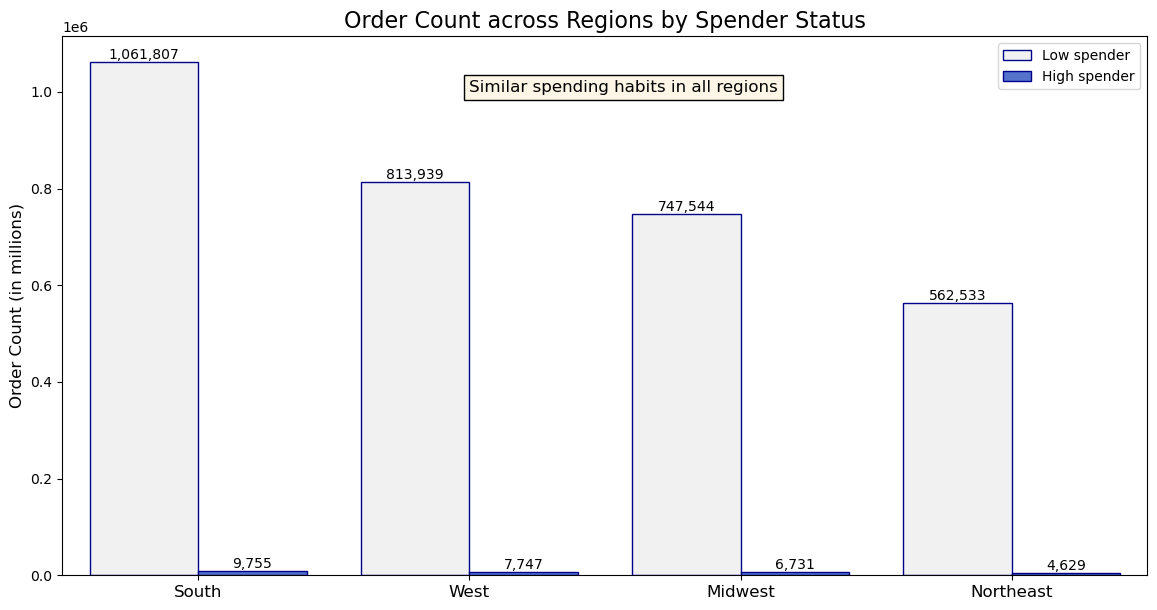 Order Count across Regions by Spender Status
1e6
Low spender
High spender
Similar spending habits in all regions
Order Count (in millions)
1.0
0.8
0.6
0.4
0.2
0.0
1,061,807
9,755
813,939
7,747
747,544
6,731
562,533
4,629
South
West
Midwest
Northeast